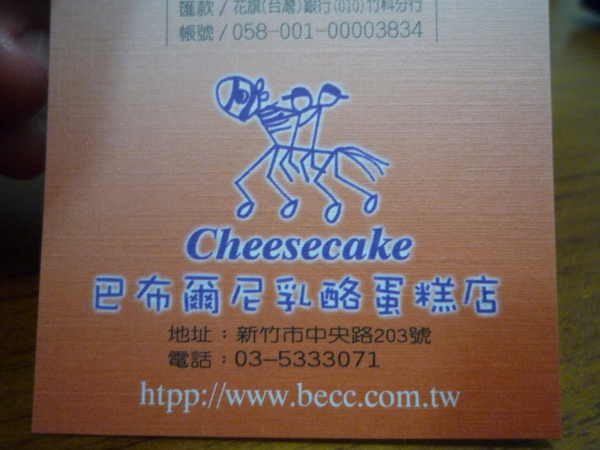 匯款/花旗(台灣)銀行(010)竹科分行
帳號/058-001-00003834
Cheesecake
巴布爾尼乳酪蛋糕店
地址：新竹市中央路203號
電話：03-5333071
htpp://www.becc.com.tw